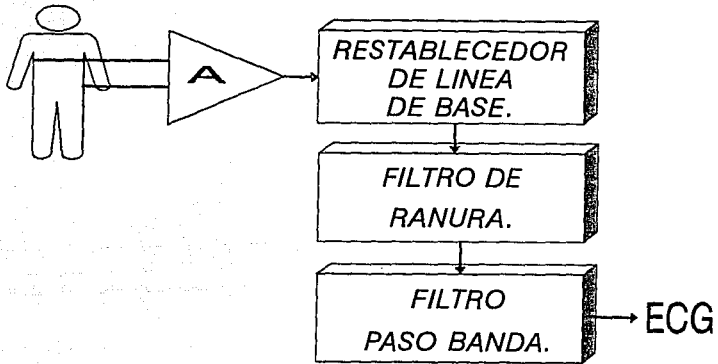 A
RESTABLECEDOR
DE LINEA
DE BASE.
FILTRO DE
RANURA.
FILTRO
PASO BANDA.
ECG